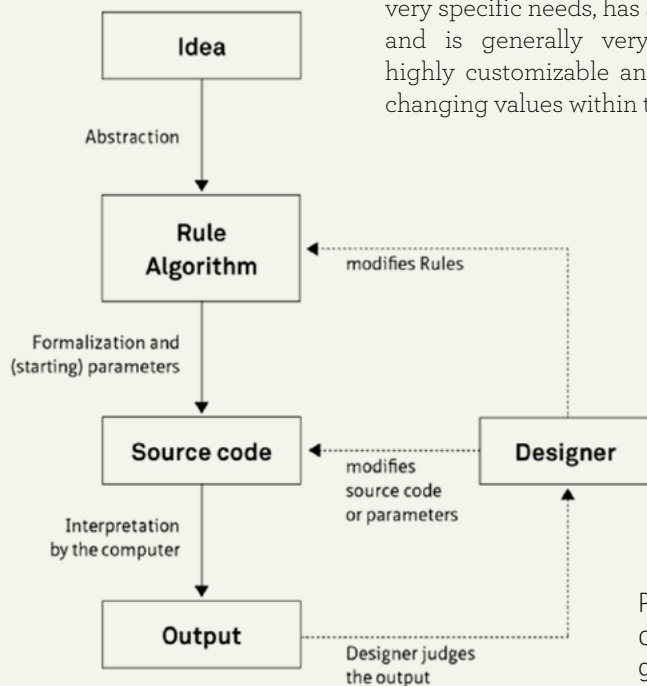 very specific needs, has
and is generally very
highly customizable an
changing values within
Idea
Abstraction
Rule
Algorithm
modifies Rules
Formalization and
(starting) parameters
Source code
Designer
modifies
source code
or parameters
Interpretation
by the computer
Output
Designer judges
the output